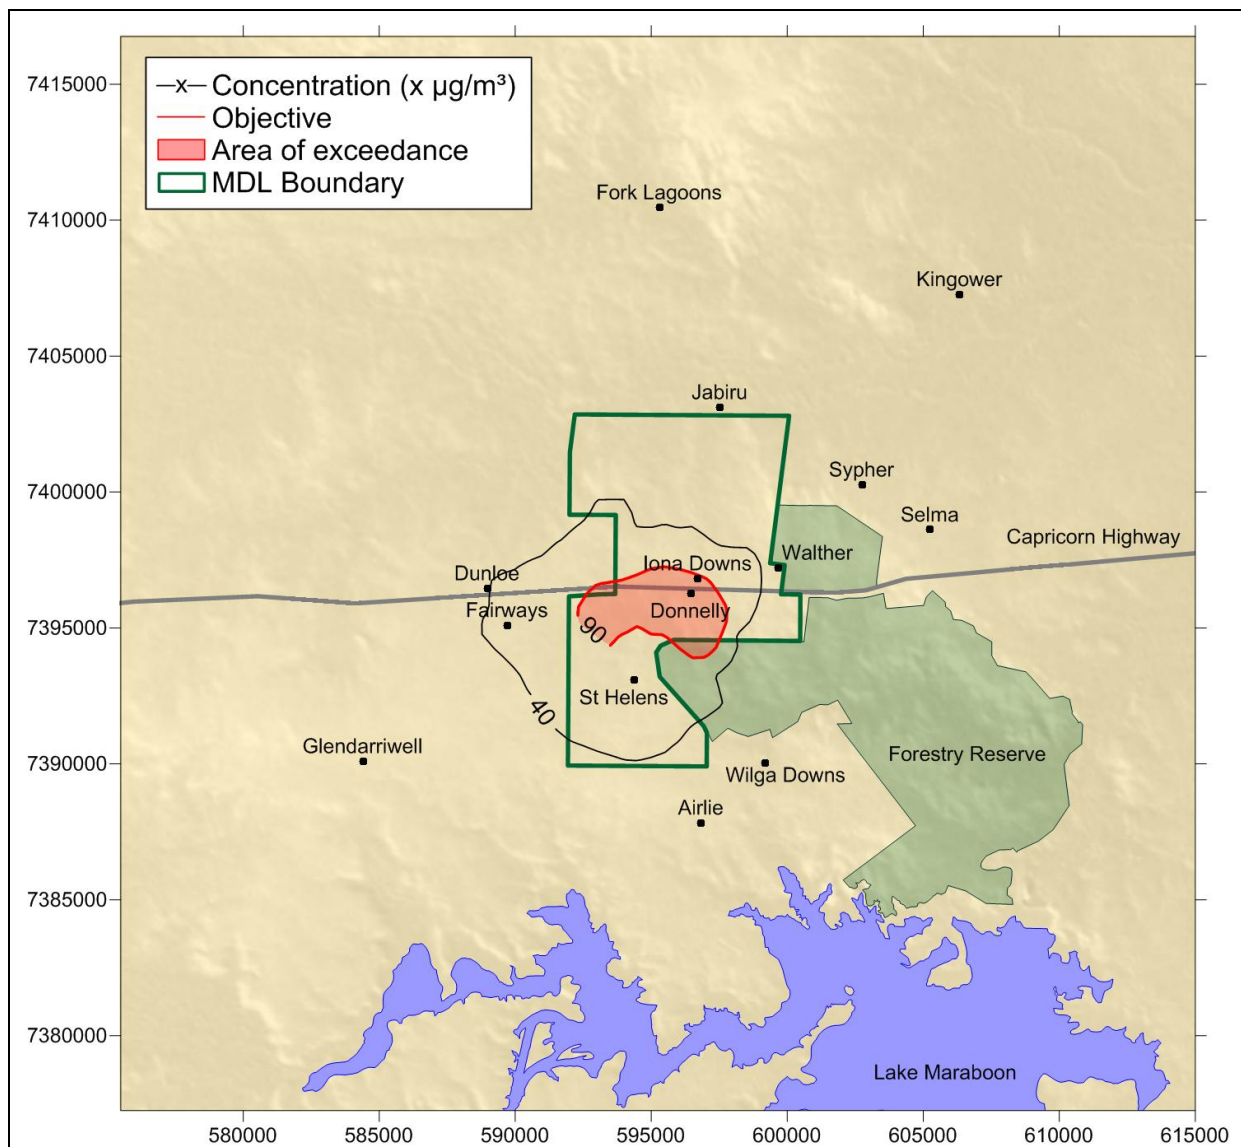 7415000
—x— Concentration (x µg/m³)
Objective
Area of exceedance
MDL Boundary
Fork Lagoons
7410000
Kingower
7405000
Jabiru
Sypher
7400000
Selma
Capricorn Highway
Walther
Iona Downs
Dunloe
Fairways
Donnelly
7395000
90
St Helens
40
Glendarriwell
Forestry Reserve
7390000
Wilga Downs
Airlie
7385000
7380000
Lake Maraboon
580000 585000 590000 595000 600000 605000 610000 615000